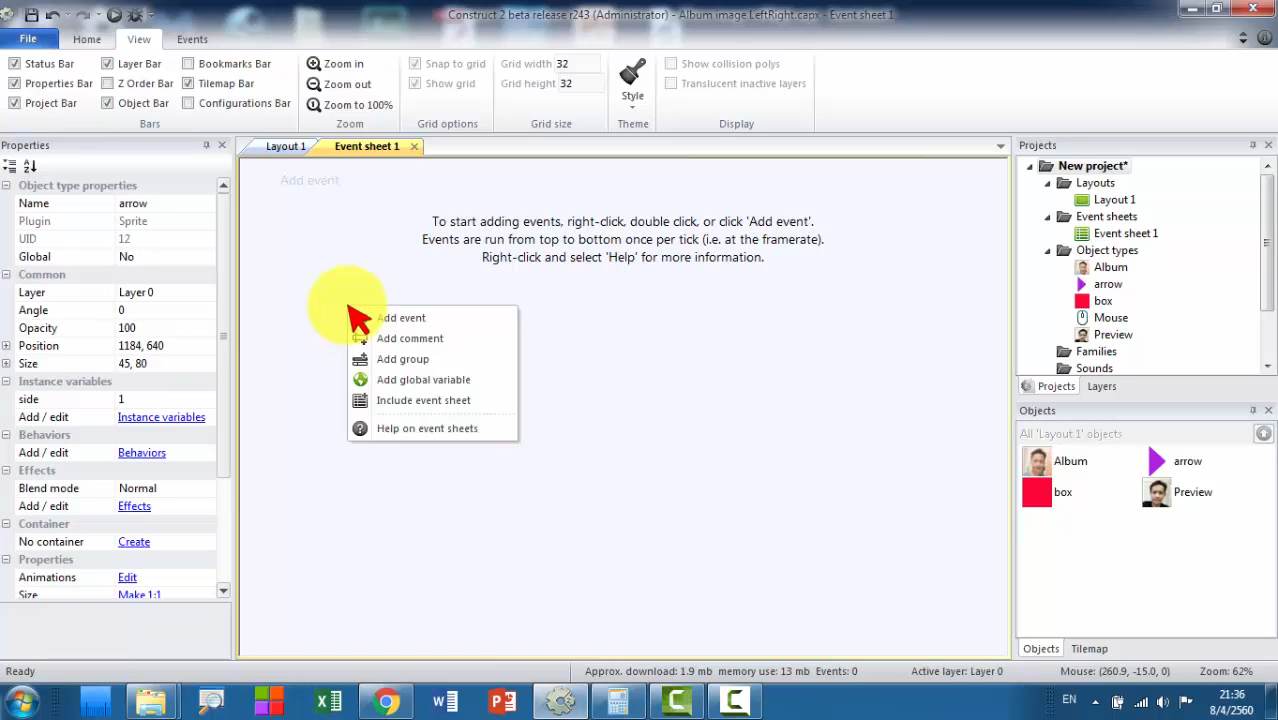 Construct 2 beta release r243 (Administrator) - Album image LeftRight.capx - Event sheet 1
File Home View Events
Status Bar Layer Bar Bookmarks Bar Zoom in Snap to grid Grid width 32 Show collision polys
Properties Bar Z Order Bar Tilemap Bar Zoom out Show grid Grid height 32 Style Translucent inactive layers
Project Bar Object Bar Configurations Bar Zoom to 100%
Bars Zoom Grid options Grid size Theme Display
Properties
Layout 1 Event sheet 1
Object type properties
Name arrow
Plugin Sprite
UID 12
Global No
Common
Layer Layer 0
Angle 0
Opacity 100
Position 1184, 640
Size 45, 80
Instance variables
side 1
Add / edit Instance variables
Behaviors
Add / edit Behaviors
Effects
Blend mode Normal
Add / edit Effects
Container
No container Create
Properties
Animations Edit
Size Make 1:1
Add event
To start adding events, right-click, double click, or click 'Add event'.
Events are run from top to bottom once per tick (i.e. at the framerate).
Right-click and select 'Help' for more information.
Add event
Add comment
Add group
Add global variable
Include event sheet
Help on event sheets
Projects
New project*
Layouts
Layout 1
Event sheets
Event sheet 1
Object types
Album
arrow
box
Mouse
Preview
Families
Sounds
Projects Layers
Objects
All 'Layout 1' objects
Album arrow
box Preview
Objects Tilemap
Ready Approx. download: 1.9 mb memory use: 13 mb Events: 0 Active layer: Layer 0 Mouse: (260.9, -15.0, 0) Zoom: 62%
EN 21:36
8/4/2560